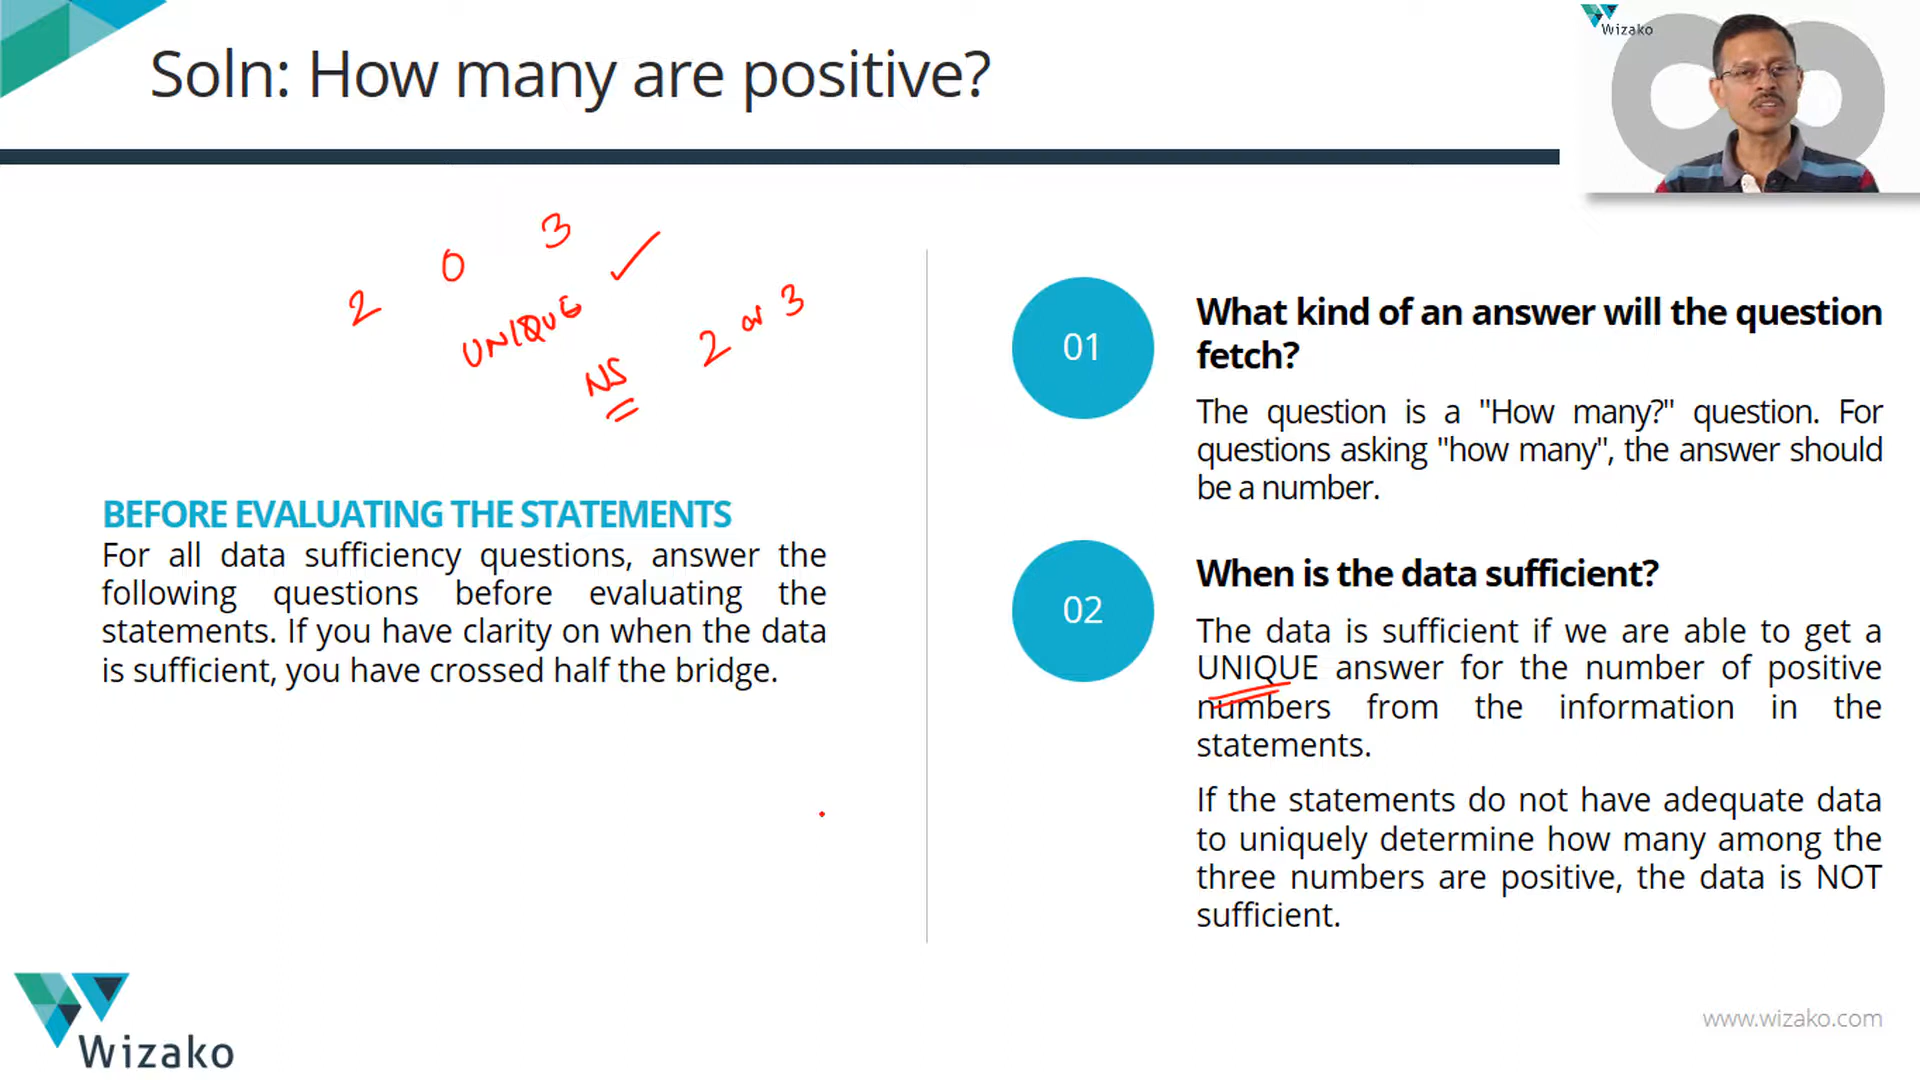 Wizako
Soln: How many are positive?
2 0 3
UNIQUE
NS
2 or 3
BEFORE EVALUATING THE STATEMENTS
For all data sufficiency questions, answer the
following questions before evaluating the
statements. If you have clarity on when the data
is sufficient, you have crossed half the bridge.
01
What kind of an answer will the question
fetch?
The question is a "How many?" question. For
questions asking "how many", the answer should
be a number.
02
When is the data sufficient?
The data is sufficient if we are able to get a
UNIQUE answer for the number of positive
numbers from the information in the
statements.
If the statements do not have adequate data
to uniquely determine how many among the
three numbers are positive, the data is NOT
sufficient.
Wizako
www.wizako.com